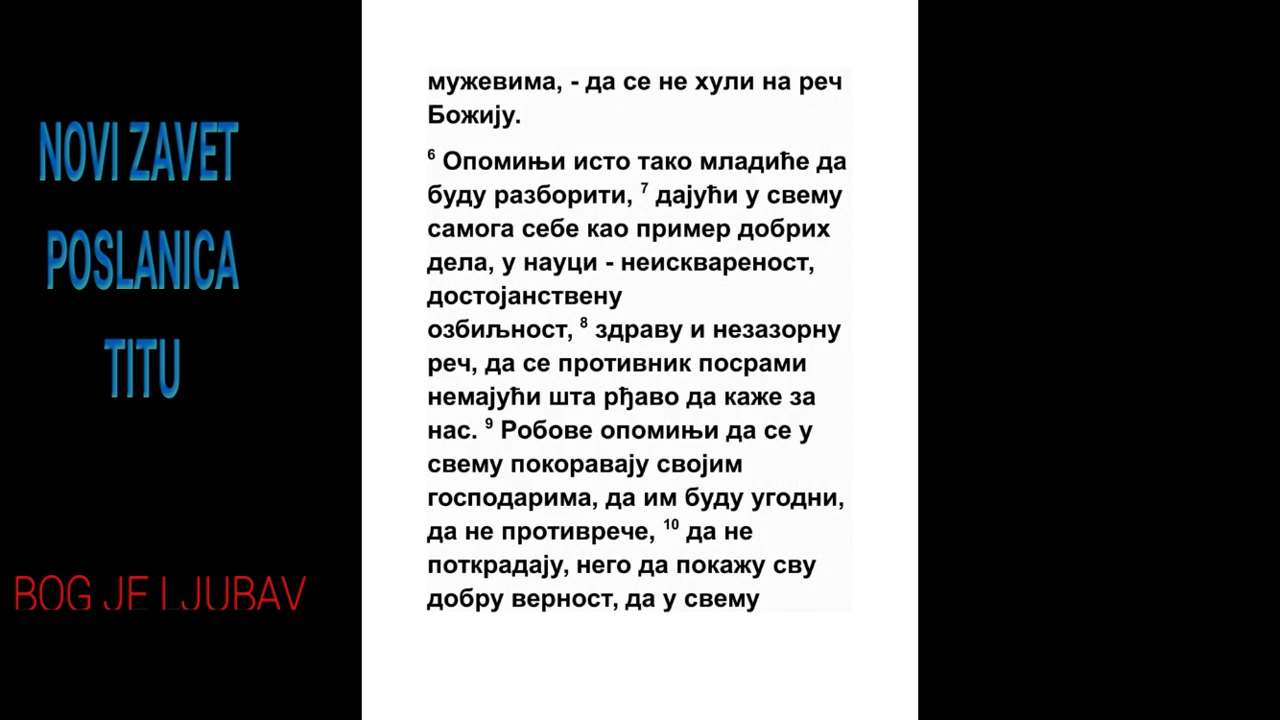 NOVI ZAVET
POSLANICA
TITU
BOG JE LJUBAV
мужевима, - да се не хули на реч
Божију.
6 Опомињи исто тако младиће да
буду разборити, 7 дајући у свему
самога себе као пример добрих
дела, у науци - неисквареност,
достојанствену
озбиљност, 8 здраву и незазорну
реч, да се противник посрами
немајући шта рђаво да каже за
нас. 9 Робове опомињи да се у
свему покоравају својим
господарима, да им буду угодни,
да не противрече, 10 да не
поткрадају, него да покажу сву
добру верност, да у свему